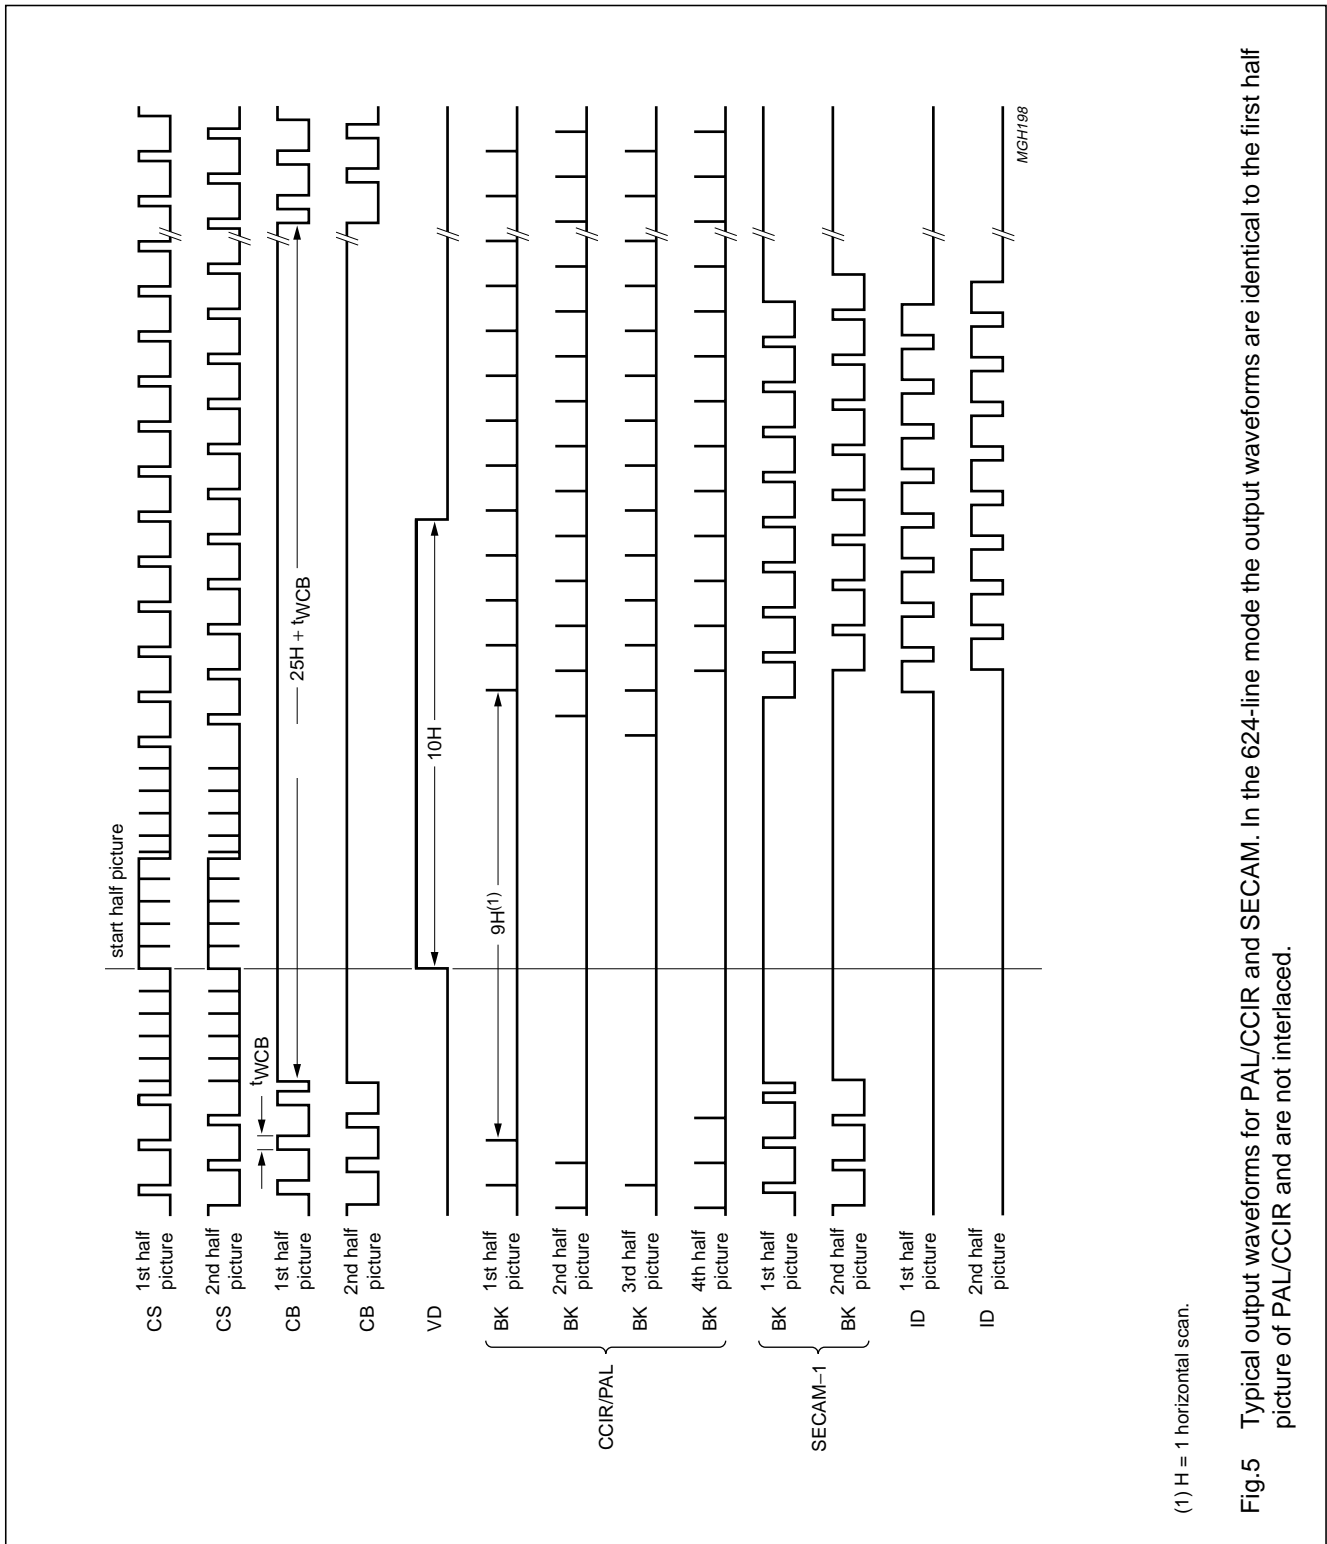 start half picture
CS 1st half
picture
CS 2nd half
picture
CB 1st half
picture
tWCB
25H + tWCB
CB 2nd half
picture
VD
10H
CCIR/PAL
BK 1st half
picture
9H(1)
BK 2nd half
picture
BK 3rd half
picture
BK 4th half
picture
SECAM–1
BK 1st half
picture
BK 2nd half
picture
ID 1st half
picture
ID 2nd half
picture
MGH198
(1) H = 1 horizontal scan.
Fig.5 Typical output waveforms for PAL/CCIR and SECAM. In the 624-line mode the output waveforms are identical to the first half
picture of PAL/CCIR and are not interlaced.